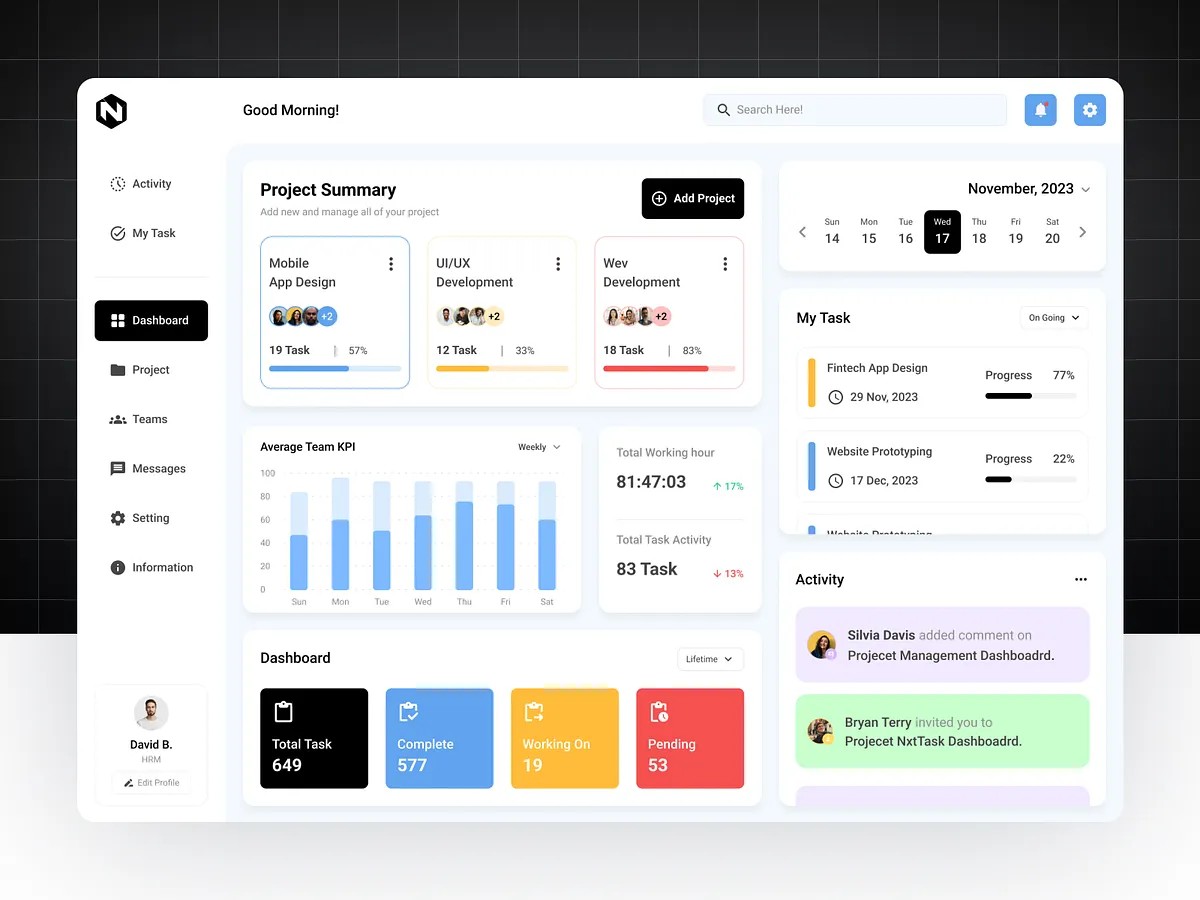 N
Good Morning!
Search Here!
Activity
My Task
Dashboard
Project
Teams
Messages
Setting
Information
David B.
HRM
Edit Profile
Project Summary
Add new and manage all of your project
Add Project
Mobile
App Design
+2
19 Task | 57%
UI/UX
Development
+2
12 Task | 33%
Wev
Development
+2
18 Task | 83%
Average Team KPI
Weekly
100
80
60
40
20
0
Sun Mon Tue Wed Thu Fri Sat
Total Working hour
81:47:03 17%
Total Task Activity
83 Task 13%
Dashboard
Lifetime
Total Task
649
Complete
577
Working On
19
Pending
53
November, 2023
Sun Mon Tue Wed Thu Fri Sat
14 15 16 17 18 19 20
My Task
On Going
Fintech App Design
29 Nov, 2023
Progress 77%
Website Prototyping
17 Dec, 2023
Progress 22%
Website Prototyping
Activity
Silvia Davis added comment on
Projecet Management Dashboadrd.
Bryan Terry invited you to
Projecet NxtTask Dashboadrd.